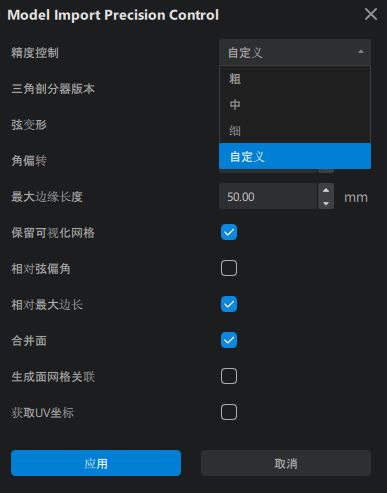 Model Import Precision Control
精度控制
自定义
粗
三角剖分器版本
中
弦变形
细
角偏转
自定义
最大边缘长度
50.00
mm
保留可视化网格
相对弦偏角
相对最大边长
合并面
生成面网格关联
获取UV坐标
应用
取消